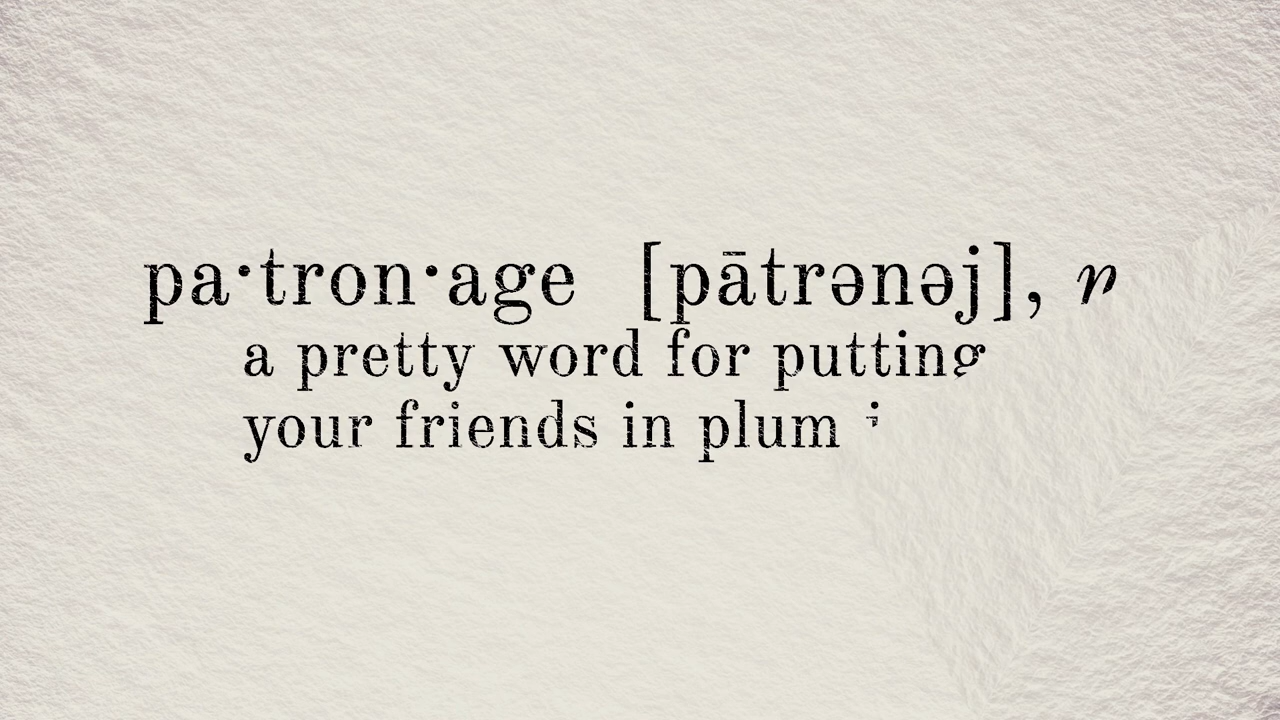 pa·tron·age [pātrənəj], n
a pretty word for putting
your friends in plum